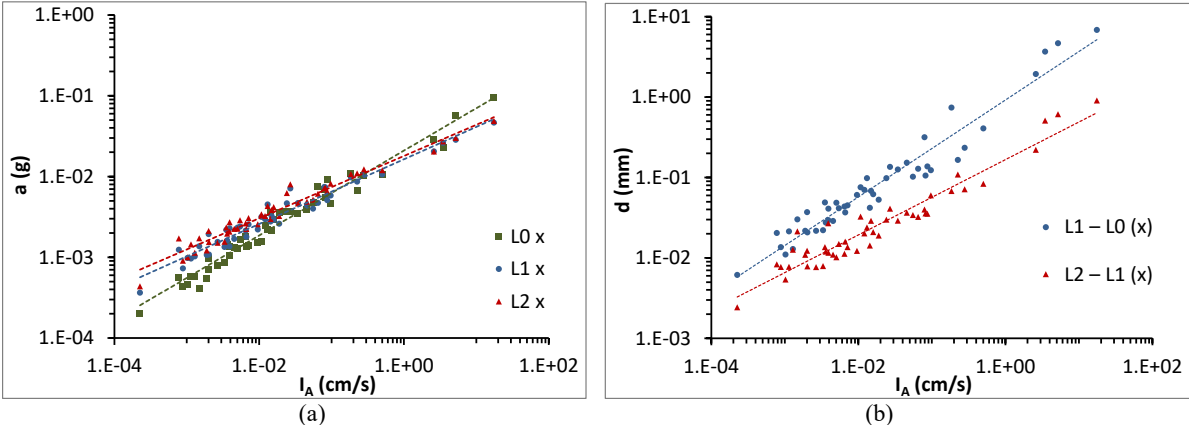 1.E+00
1.E-01
1.E-02
1.E-03
1.E-04
a (g)
1.E-04
1.E-02
1.E+00
1.E+02
I_A (cm/s)
L0 x
L1 x
L2 x
(a)
1.E+01
1.E+00
1.E-01
1.E-02
1.E-03
d (mm)
1.E-04
1.E-02
1.E+00
1.E+02
I_A (cm/s)
L1 – L0 (x)
L2 – L1 (x)
(b)